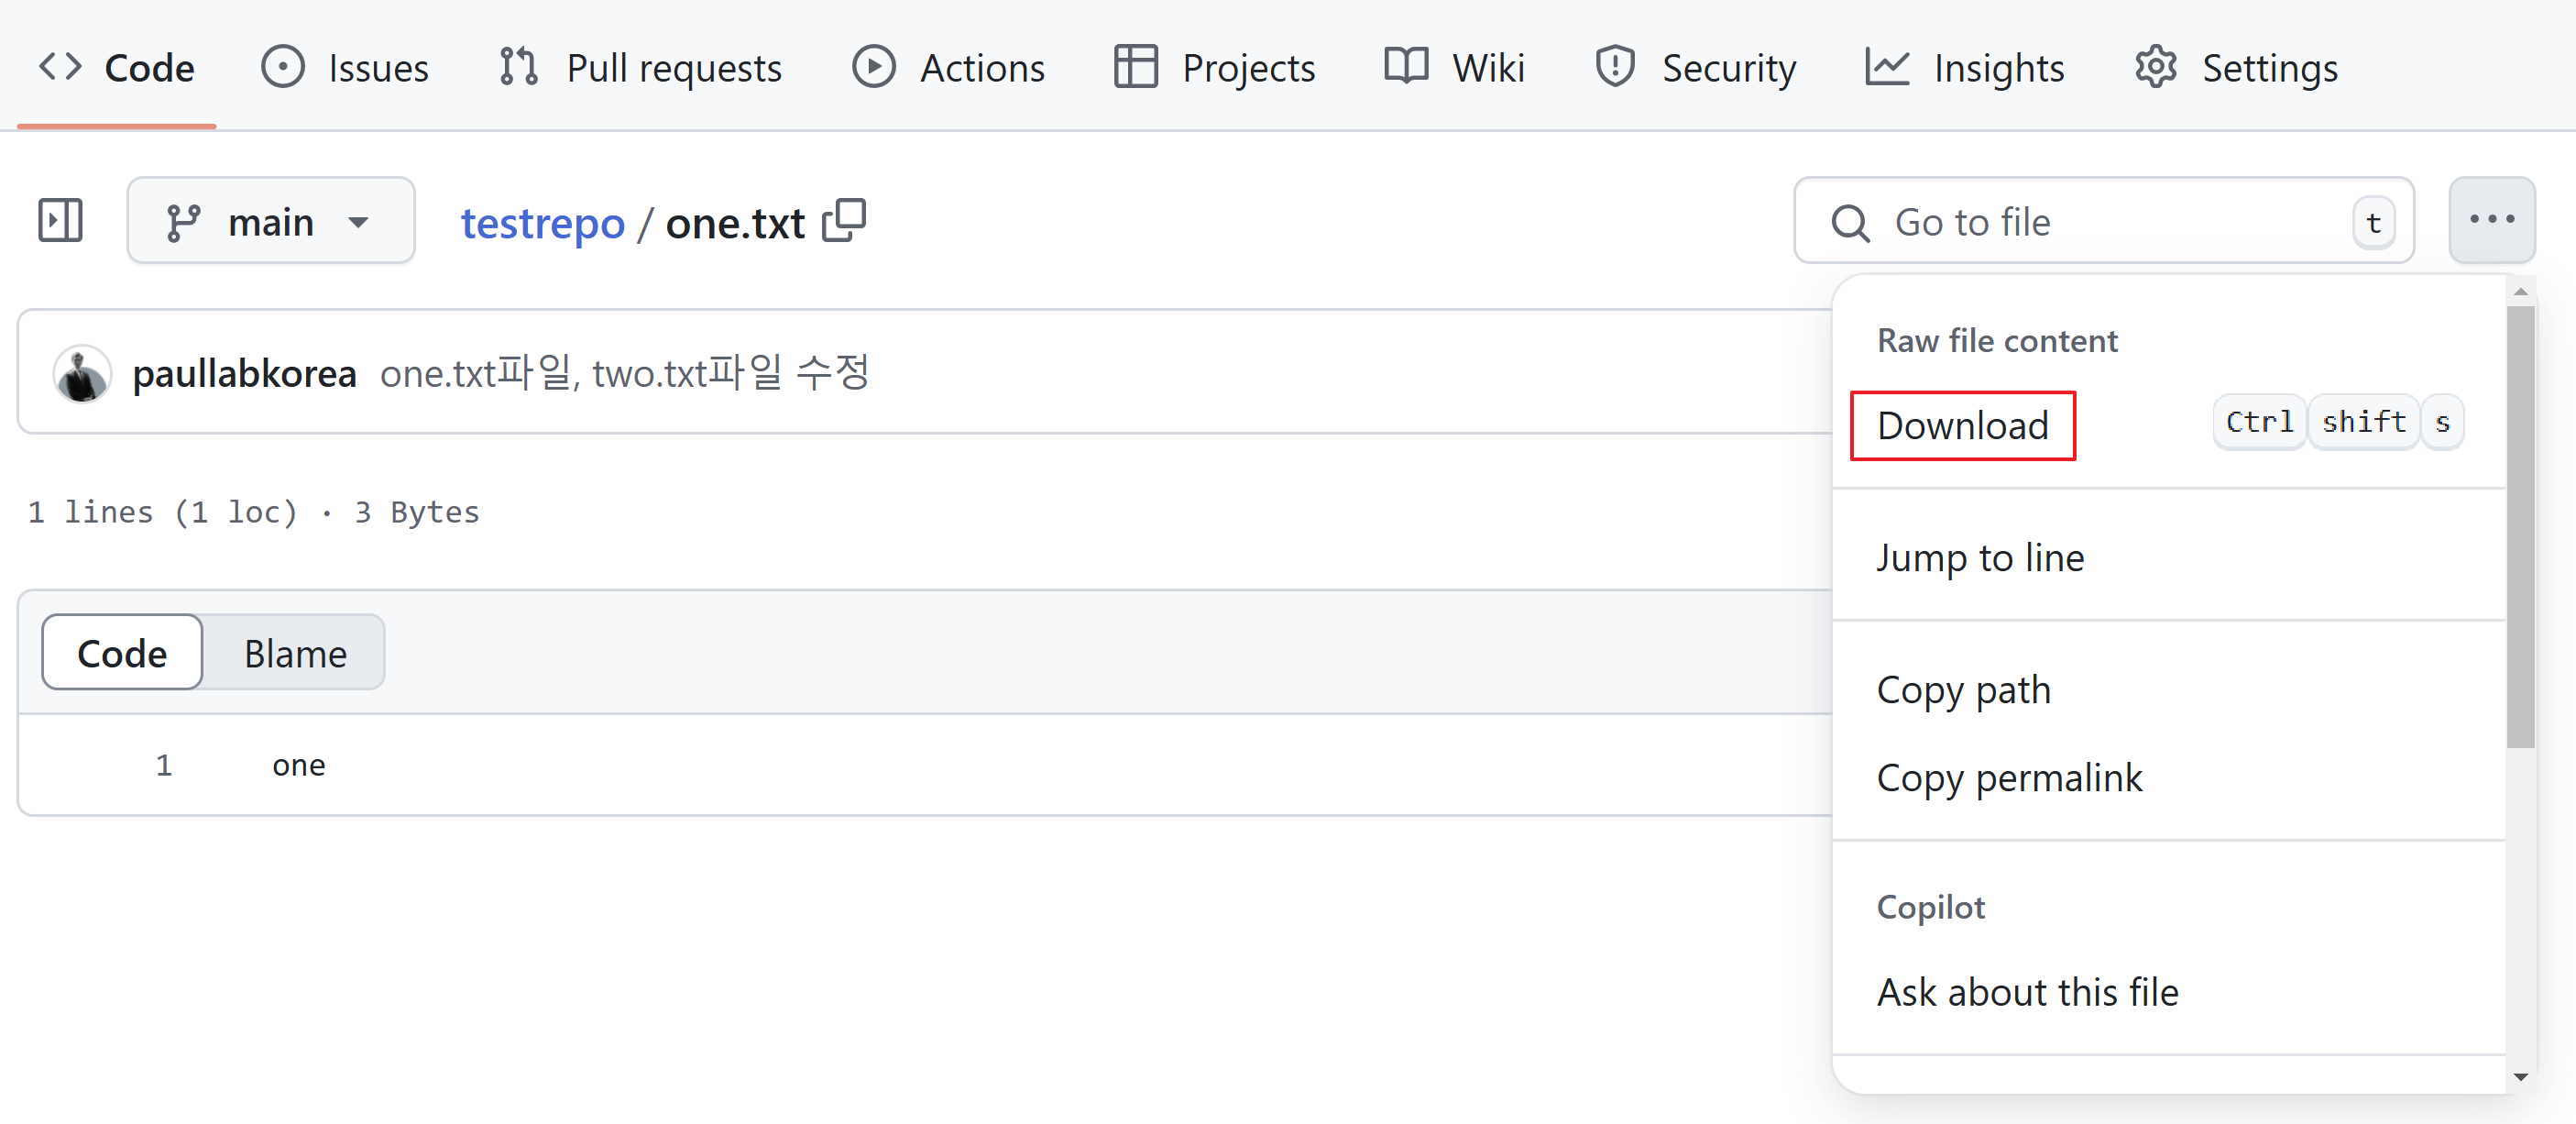 Code Issues Pull requests Actions Projects Wiki Security Insights Settings
main testrepo / one.txt Go to file t ...
paullabkorea one.txt파일, two.txt파일 수정
1 lines (1 loc) · 3 Bytes
Code Blame
1 one
Raw file content
Download Ctrl shift s
Jump to line
Copy path
Copy permalink
Copilot
Ask about this file